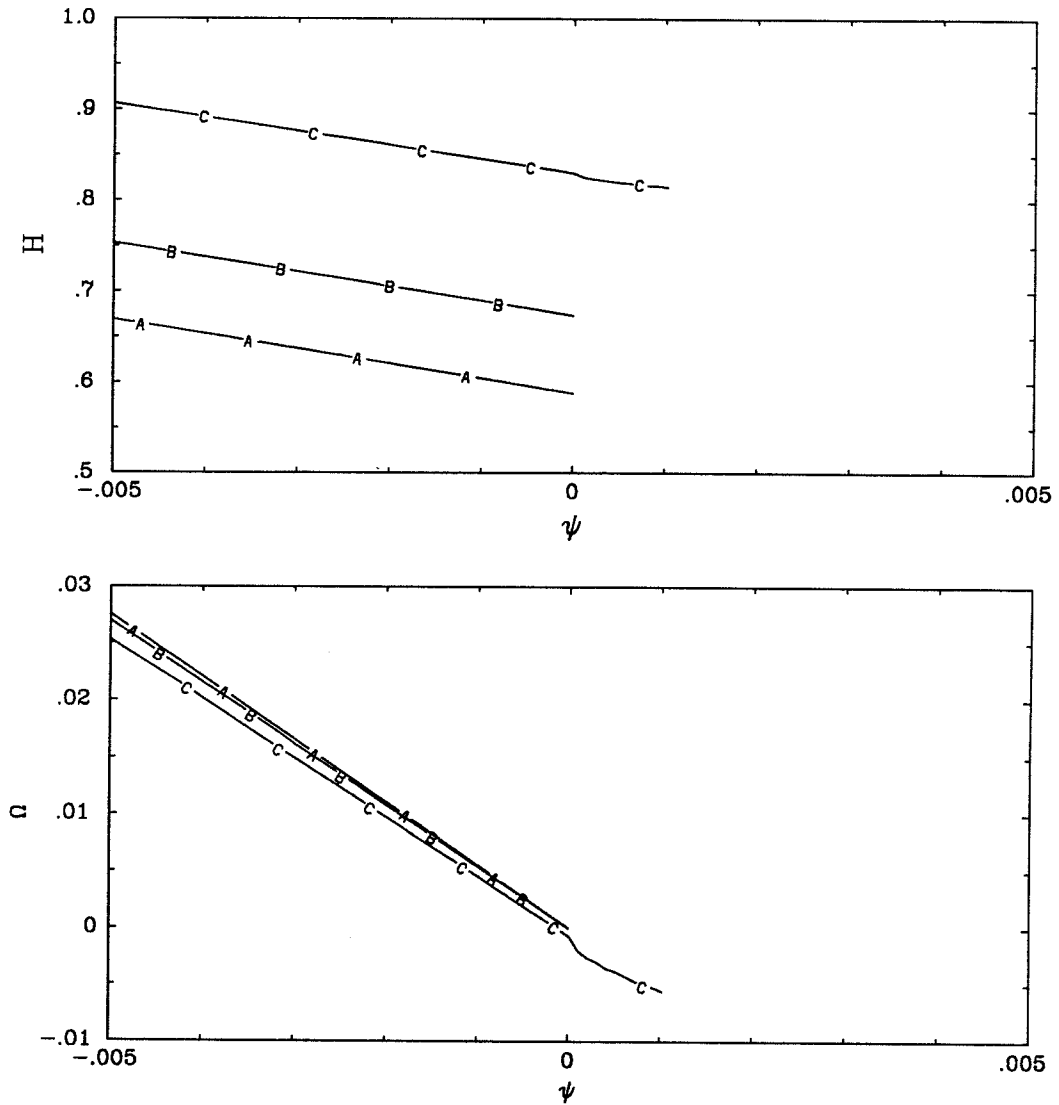 1.0
.9
C C C C C
.8
H
B B B B
.7
A A A A
.6
.5
-.005 0 .005
ψ
.03
A B C
A B
.02
C A B
Ω
.01
C A B
C A B
0
C
C
-.01
-.005 0 .005
ψ